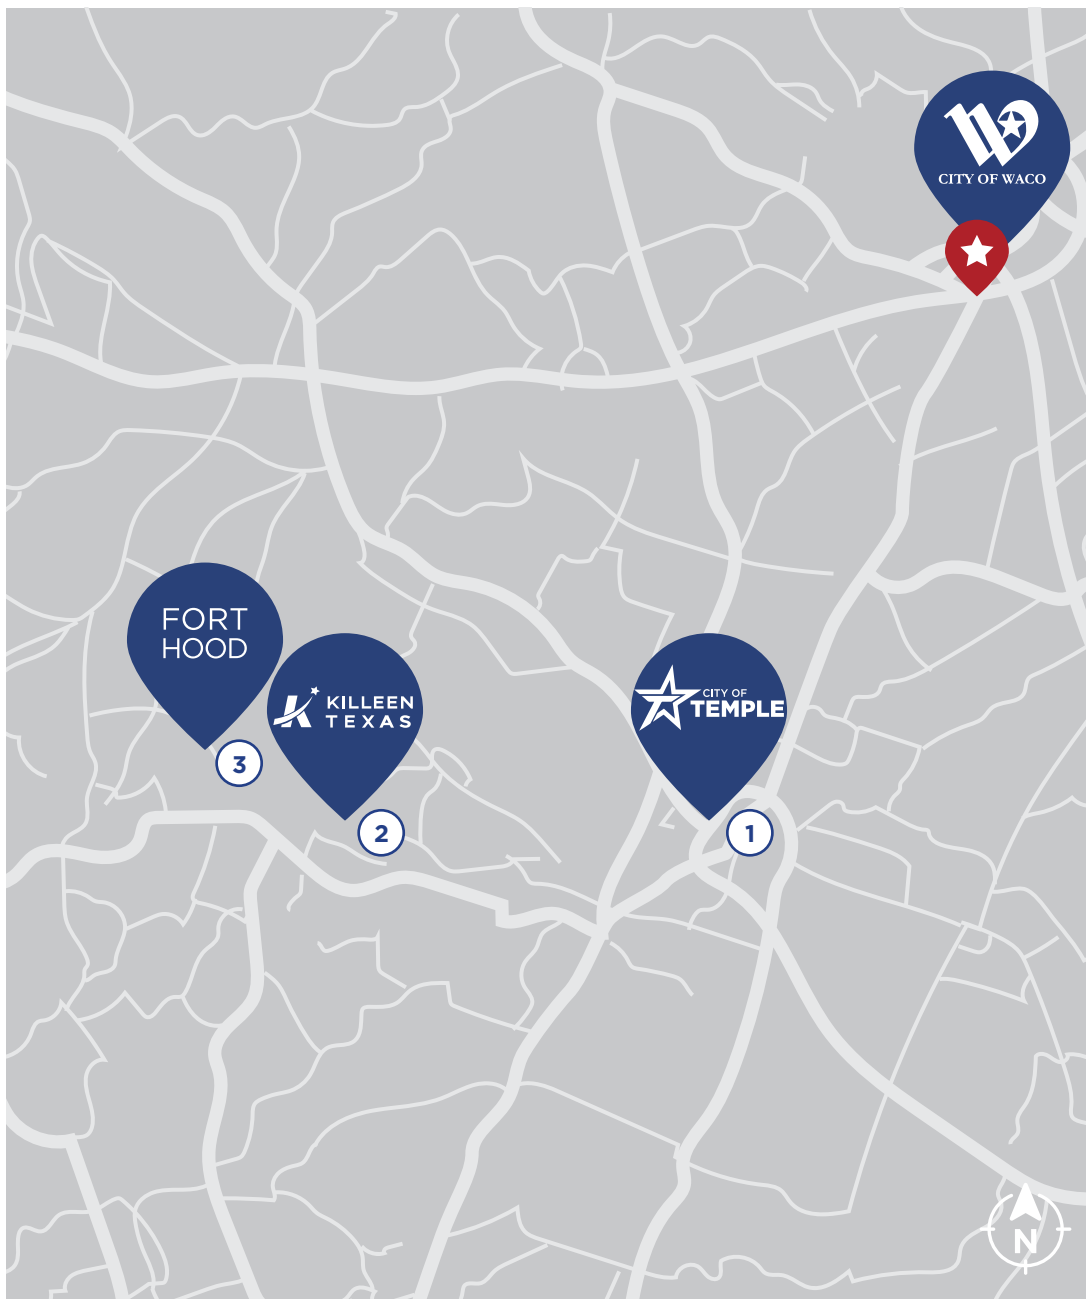 CITY OF WACO
FORT
HOOD
KILLEEN
TEXAS
CITY OF
TEMPLE
3
2
1
N